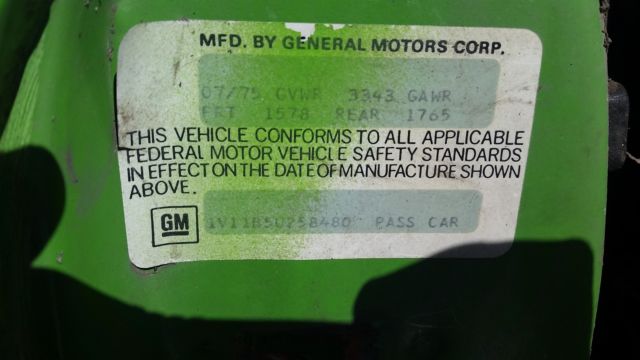 MFD. BY GENERAL MOTORS CORP.
07/75 GVWR 3343 GAWR
FRT 1578 REAR 1765
THIS VEHICLE CONFORMS TO ALL APPLICABLE
FEDERAL MOTOR VEHICLE SAFETY STANDARDS
IN EFFECT ON THE DATE OF MANUFACTURE SHOWN
ABOVE.
GM 1V11B5U258480 PASS CAR